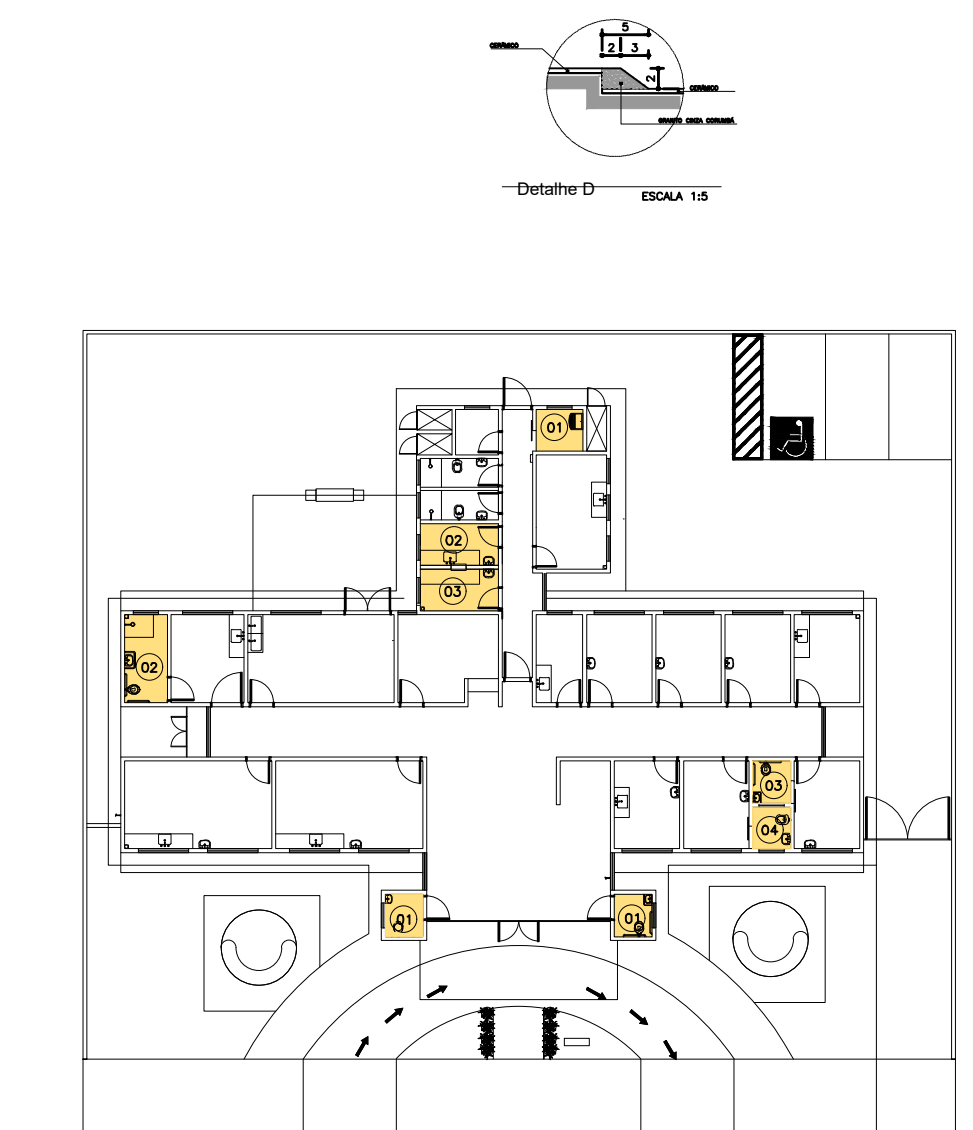 5
2 3
CERÂMICO
2
CERÂMICO
GRANITO CINZA CORUMBÁ
Detalhe D
ESCALA 1:5
01
02
03
02
03
04
01
01